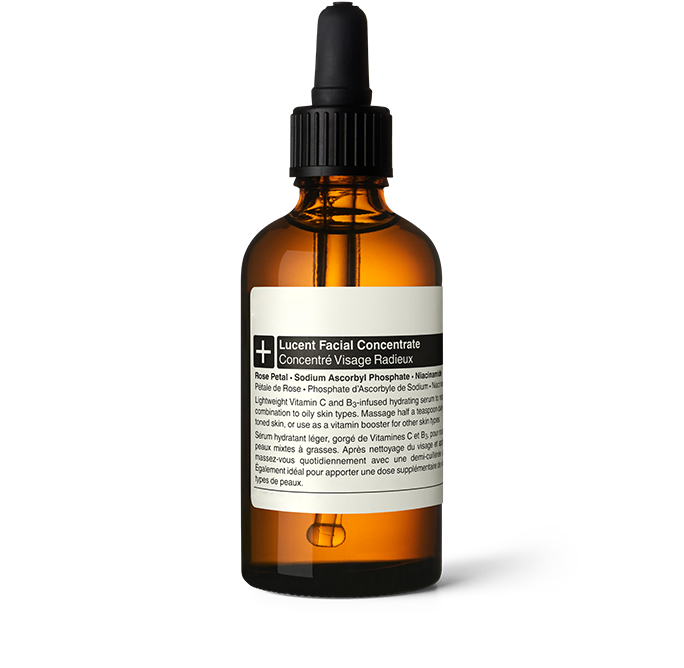 Lucent Facial Concentrate
Concentré Visage Radieux
Rose Petal • Sodium Ascorbyl Phosphate • Niacinamide
Pétale de Rose • Phosphate d'Ascorbyle de Sodium •
Lightweight Vitamin C and B3-infused hydrating serum to
combination to oily skin types. Massage half a teaspoon
toned skin, or use as a vitamin booster for other skin types.
Sérum hydratant léger, gorgé de Vitamines C et B3,
peaux mixtes à grasses. Après nettoyage du visage et
massez-vous quotidiennement avec une demi-cuillerée
Également idéal pour apporter une dose supplémentaire de
types de peaux.